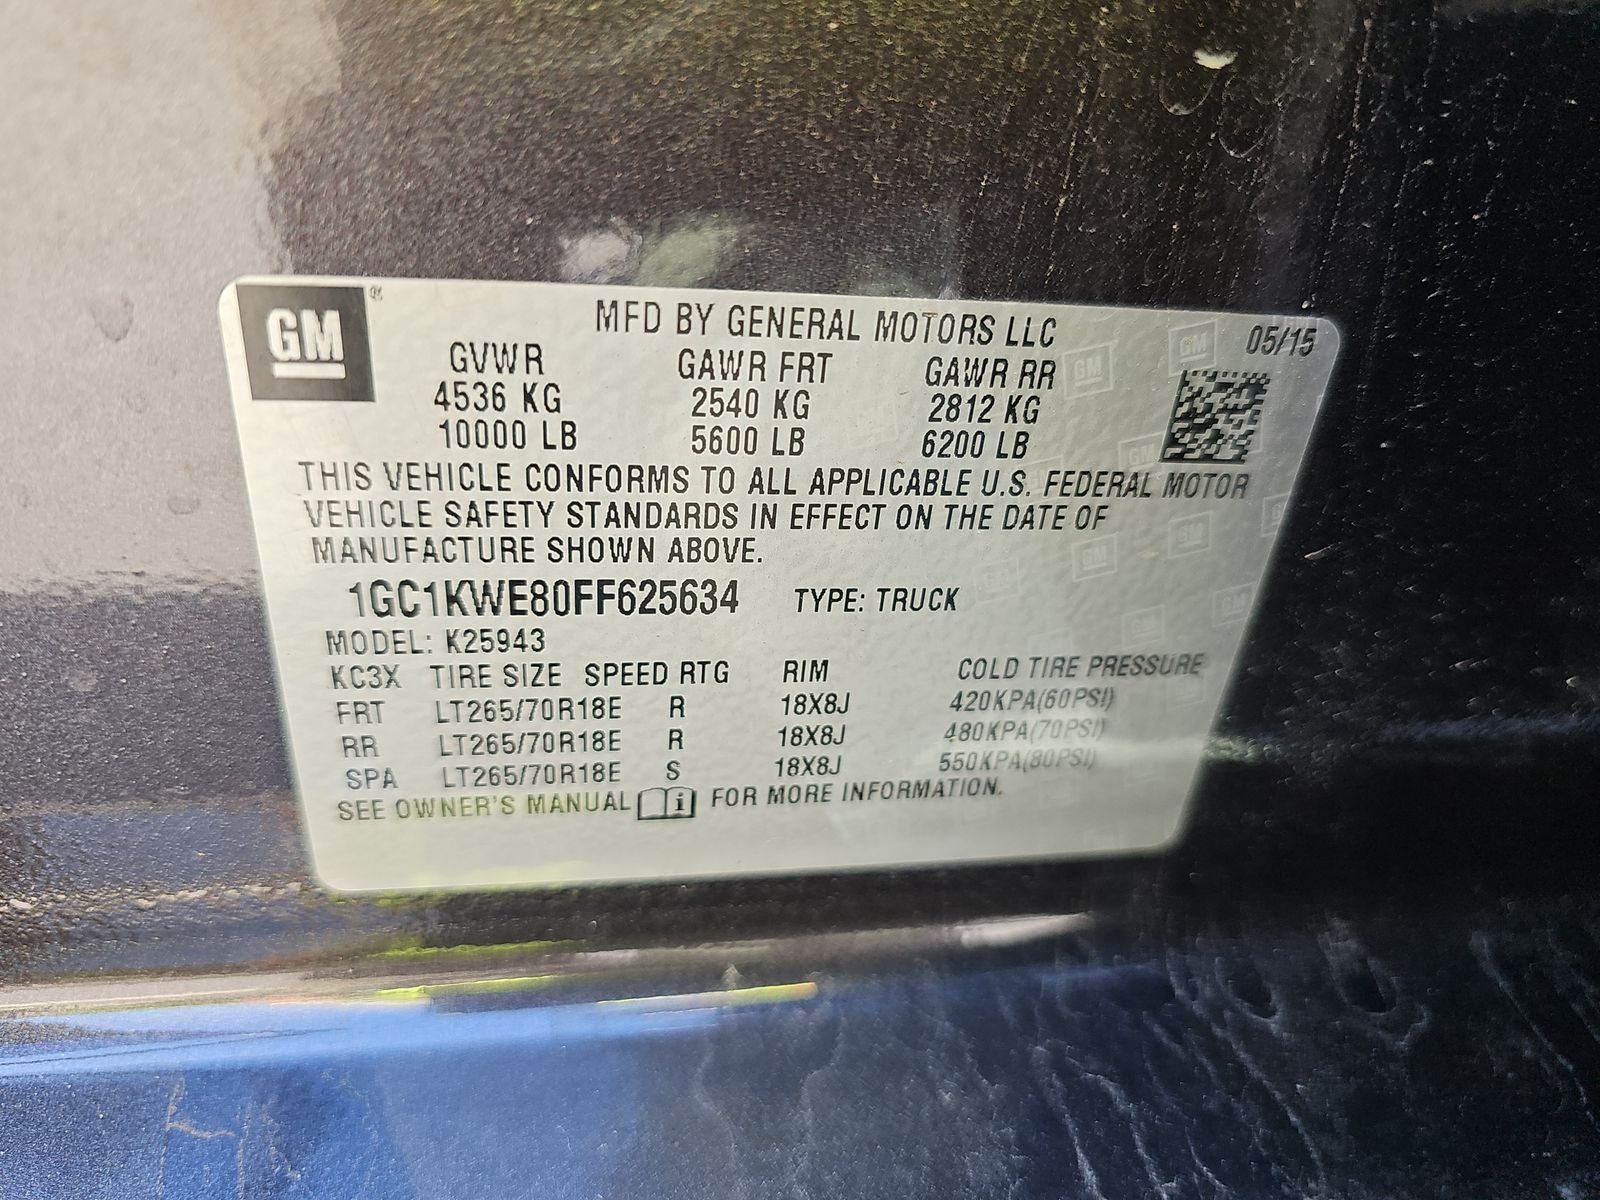 GM
MFD BY GENERAL MOTORS LLC 05/15
GVWR GAWR FRT GAWR RR
4536 KG 2540 KG 2812 KG
10000 LB 5600 LB 6200 LB
THIS VEHICLE CONFORMS TO ALL APPLICABLE U.S. FEDERAL MOTOR
VEHICLE SAFETY STANDARDS IN EFFECT ON THE DATE OF
MANUFACTURE SHOWN ABOVE.
1GC1KWE80FF625634 TYPE: TRUCK
MODEL: K25943
KC3X TIRE SIZE SPEED RTG RIM COLD TIRE PRESSURE
FRT LT265/70R18E R 18X8J 420KPA(60PSI)
RR LT265/70R18E R 18X8J 480KPA(70PSI)
SPA LT265/70R18E S 18X8J 550KPA(80PSI)
SEE OWNER'S MANUAL i FOR MORE INFORMATION.